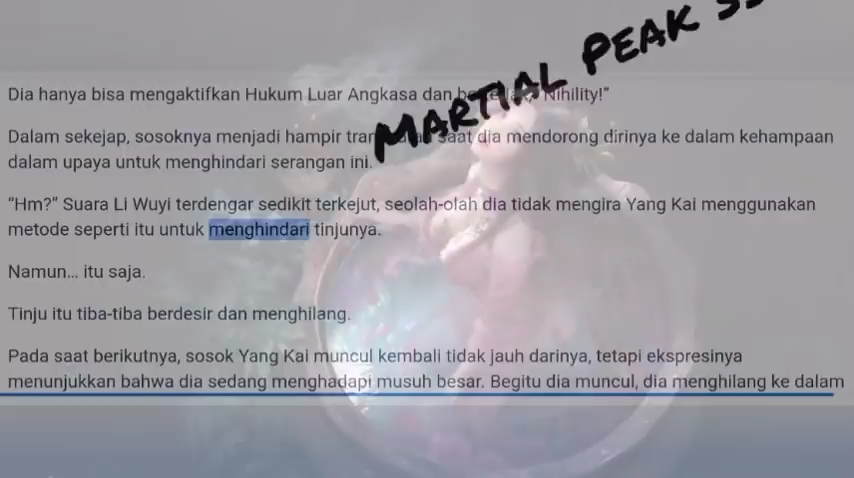 MARTIAL PEAK
Dia hanya bisa mengaktifkan Hukum Luar Angkasa dan Nihility!"
Dalam sekejap, sosoknya menjadi hampir saat dia mendorong dirinya ke dalam kehampaan
dalam upaya untuk menghindari serangan ini.
"Hm?" Suara Li Wuyi terdengar sedikit terkejut, seolah-olah dia tidak mengira Yang Kai menggunakan
metode seperti itu untuk menghindari tinjunya.
Namun... itu saja.
Tinju itu tiba-tiba berdesir dan menghilang.
Pada saat berikutnya, sosok Yang Kai muncul kembali tidak jauh darinya, tetapi ekspresinya
menunjukkan bahwa dia sedang menghadapi musuh besar. Begitu dia muncul, dia menghilang ke dalam